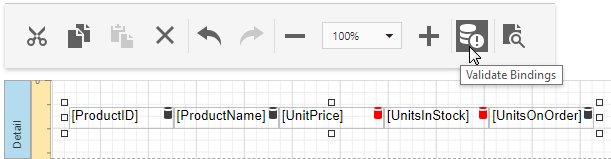 100%
Validate Bindings
Detail
[ProductID] [ProductName] [UnitPrice] [UnitsInStock] [UnitsOnOrder]